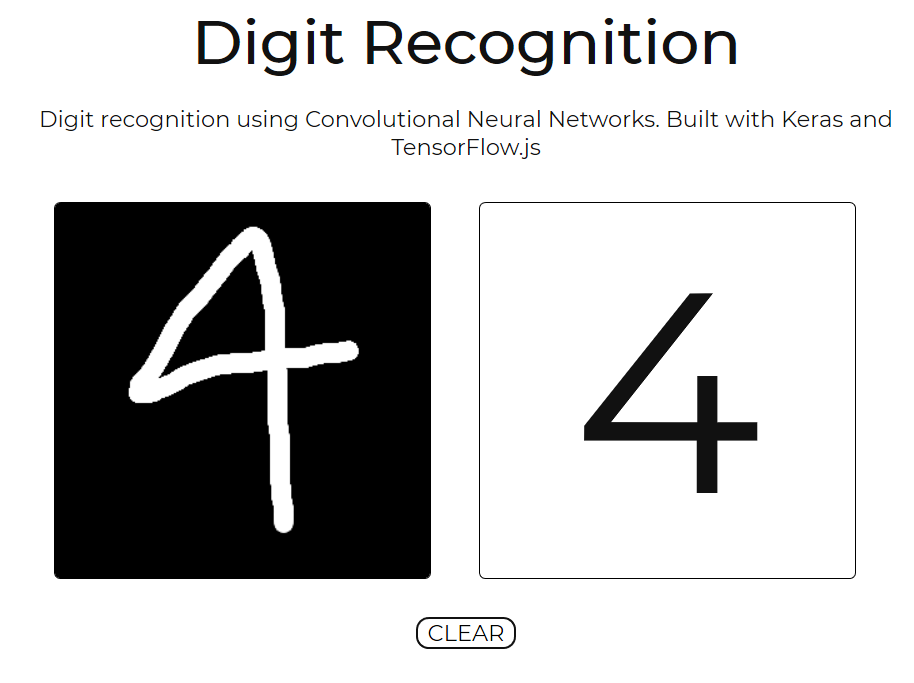 Digit Recognition
Digit recognition using Convolutional Neural Networks. Built with Keras and
TensorFlow.js
4 4
CLEAR